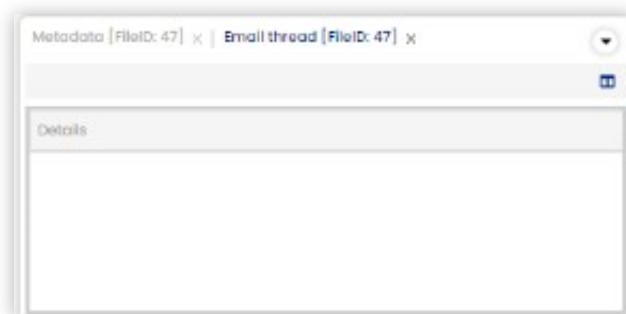 Metadata [FileID: 47] × | Email thread [FileID: 47] ×
Details